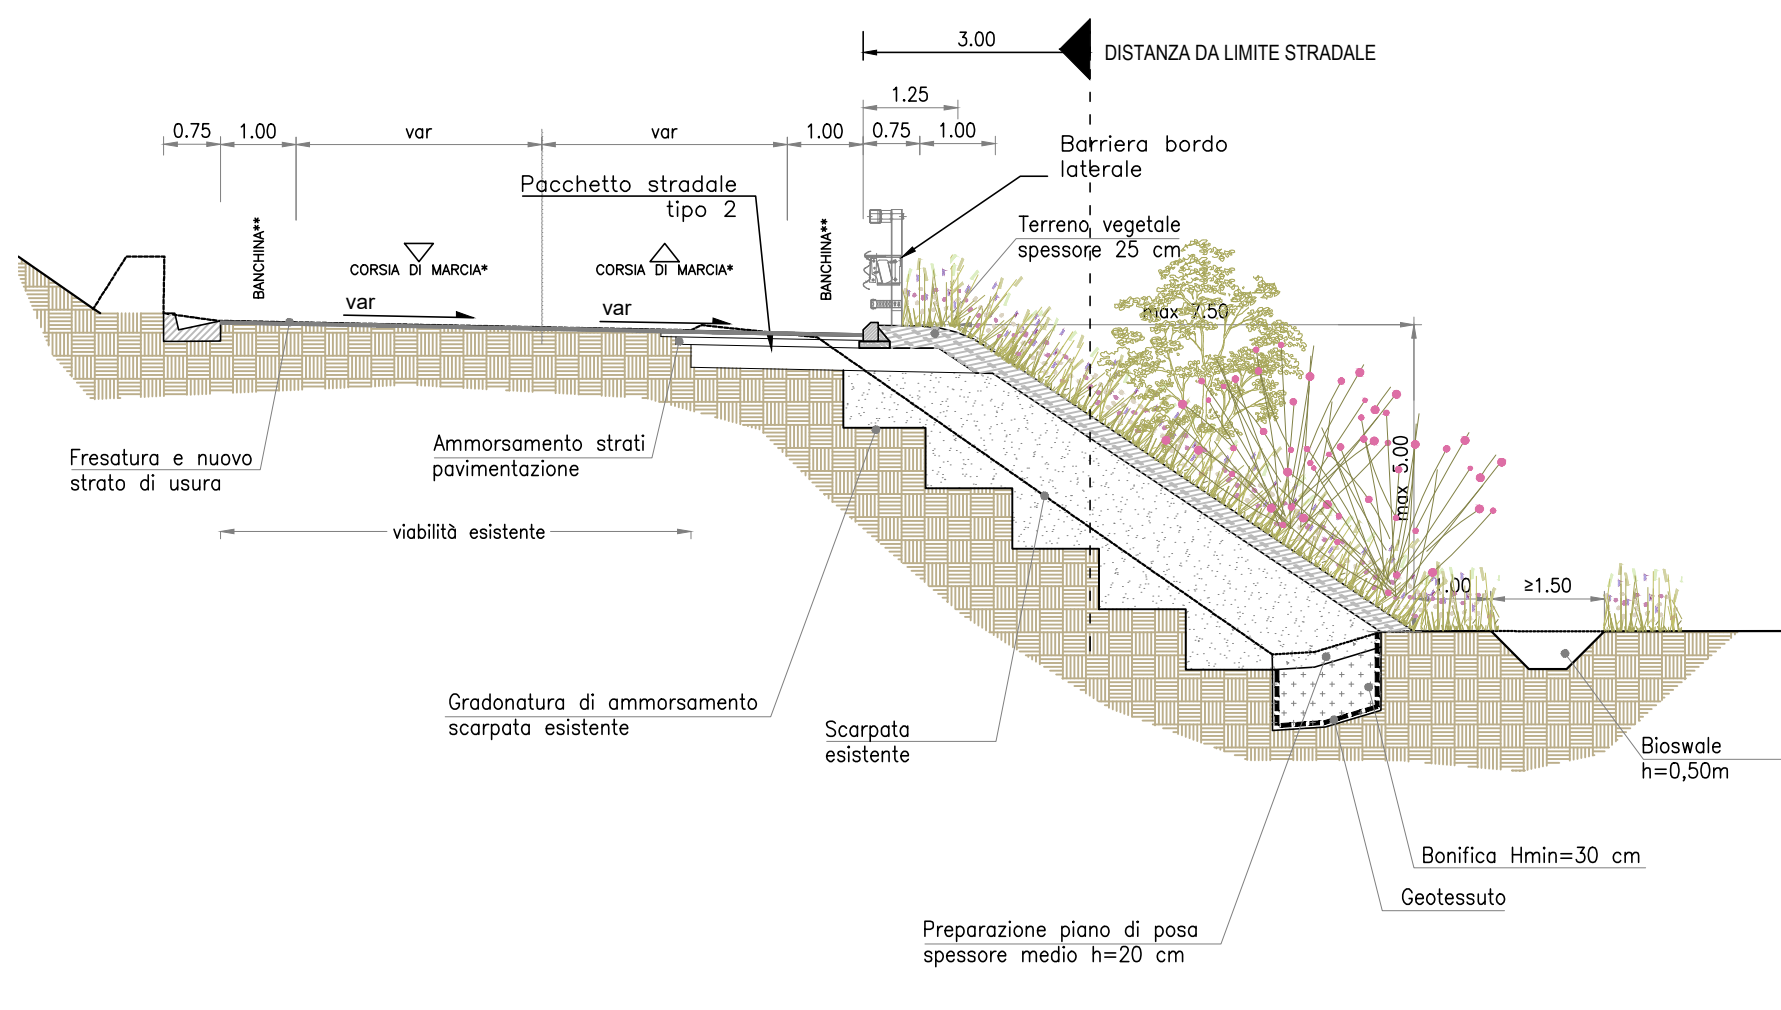 3.00
DISTANZA DA LIMITE STRADALE
1.25
0.75
1.00
var
var
1.00
0.75
1.00
Barriera bordo
laterale
Pacchetto stradale
tipo 2
Terreno vegetale
spessore 25 cm
BANCHINA**
CORSIA DI MARCIA*
CORSIA DI MARCIA*
BANCHINA**
var
var
max 7.50
max 5.00
Fresatura e nuovo
strato di usura
Ammorsamento strati
pavimentazione
viabilità esistente
1.00
≥1.50
Gradonatura di ammorsamento
scarpata esistente
Scarpata
esistente
Bioswale
h=0,50m
Bonifica Hmin=30 cm
Geotessuto
Preparazione piano di posa
spessore medio h=20 cm